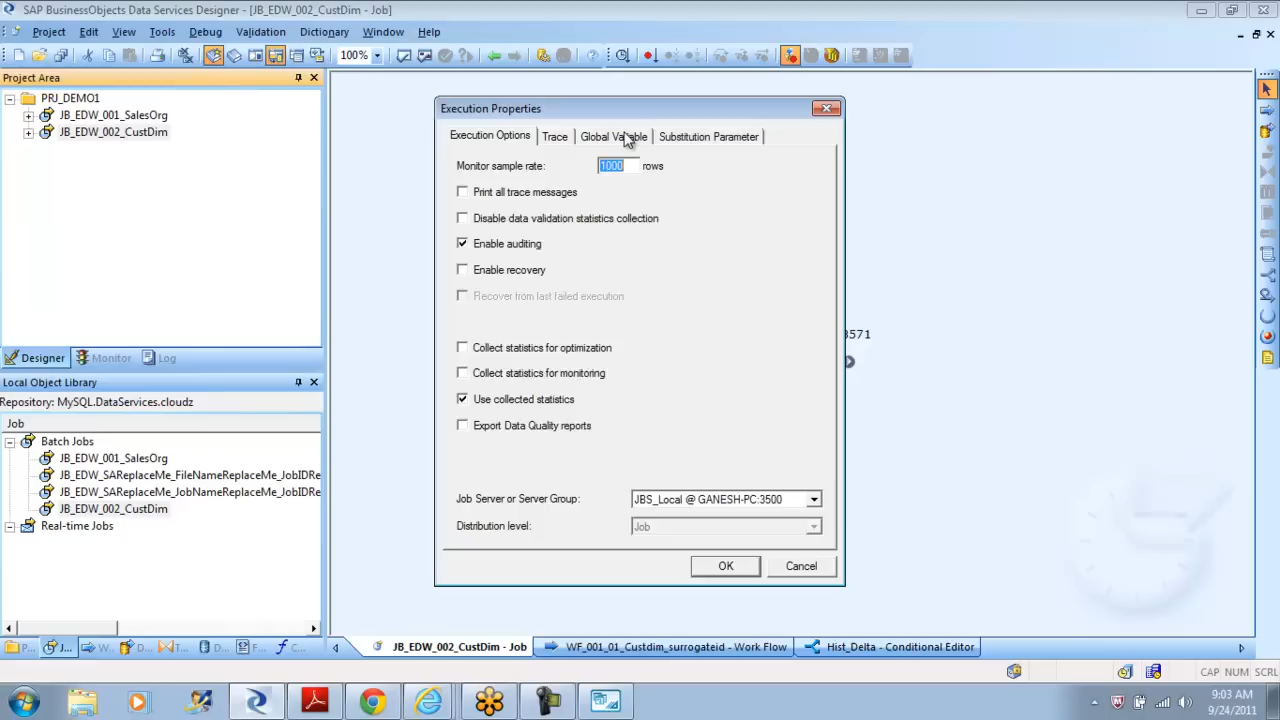 SAP BusinessObjects Data Services Designer - [JB_EDW_002_CustDim - Job]
Project Edit View Tools Debug Validation Dictionary Window Help
100%
Project Area
PRJ_DEMO1
JB_EDW_001_SalesOrg
JB_EDW_002_CustDim
Designer Monitor Log
Local Object Library
Repository: MySQL.DataServices.cloudz
Job
Batch Jobs
JB_EDW_001_SalesOrg
JB_EDW_SAReplaceMe_FileNameReplaceMe_JobIDRe
JB_EDW_SAReplaceMe_JobNameReplaceMe_JobIDRe
JB_EDW_002_CustDim
Real-time Jobs
P... J... W... D... T... D... F... C...
Execution Properties
Execution Options Trace Global Variable Substitution Parameter
Monitor sample rate: 1000 rows
Print all trace messages
Disable data validation statistics collection
Enable auditing
Enable recovery
Recover from last failed execution
Collect statistics for optimization
Collect statistics for monitoring
Use collected statistics
Export Data Quality reports
Job Server or Server Group: JBS_Local @ GANESH-PC:3500
Distribution level: Job
OK Cancel
3571
JB_EDW_002_CustDim - Job WF_001_01_Custdim_surrogateid - Work Flow Hist_Delta - Conditional Editor
CAP NUM SCRL
9:03 AM
9/24/2011